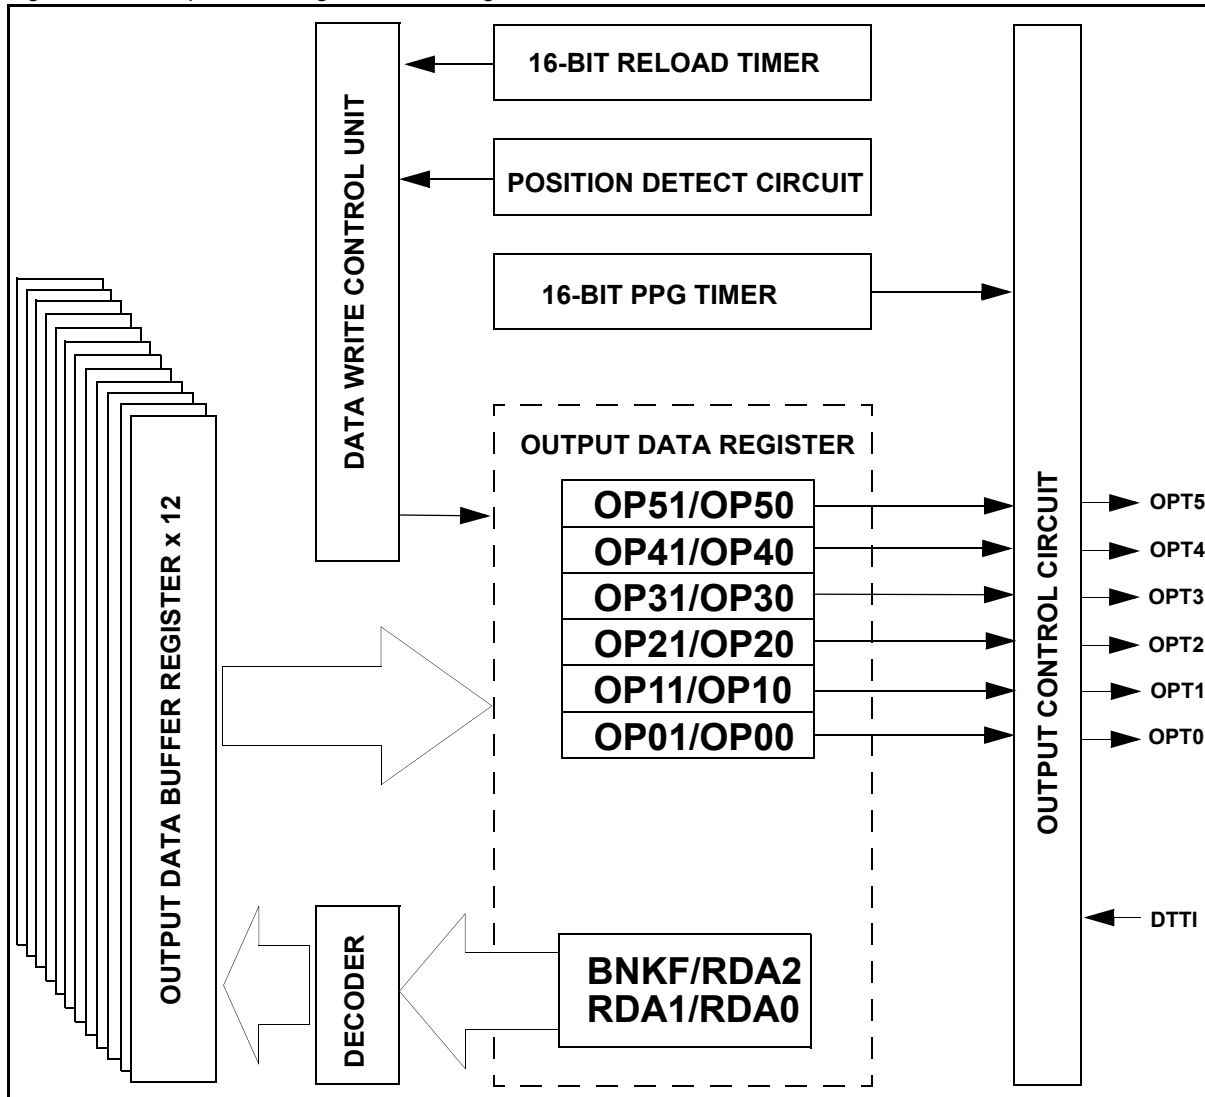 16-BIT RELOAD TIMER
POSITION DETECT CIRCUIT
16-BIT PPG TIMER
DATA WRITE CONTROL UNIT
OUTPUT DATA REGISTER
OP51/OP50
OP41/OP40
OP31/OP30
OP21/OP20
OP11/OP10
OP01/OP00
OUTPUT DATA BUFFER REGISTER x 12
DECODER
BNKF/RDA2
RDA1/RDA0
OUTPUT CONTROL CIRCUIT
OPT5
OPT4
OPT3
OPT2
OPT1
OPT0
DTTI